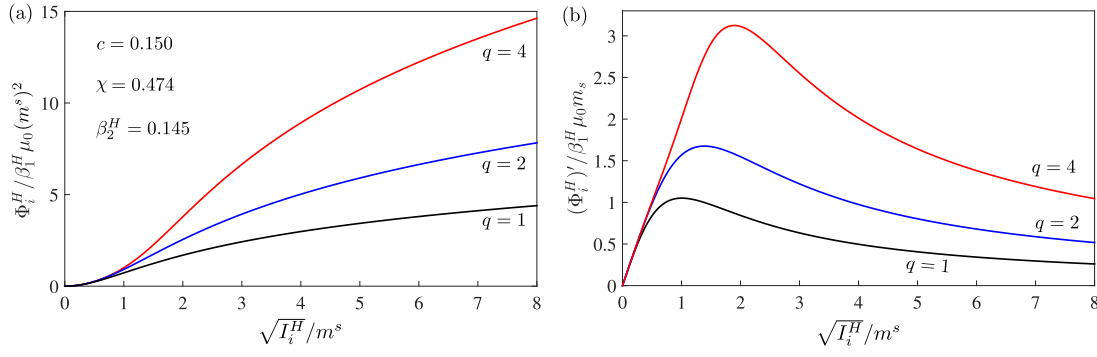 (a)
15
10
5
0
Φ_i^H/β_1^H μ_0(m^s)^2
c = 0.150
χ = 0.474
β_2^H = 0.145
q = 4
q = 2
q = 1
0 1 2 3 4 5 6 7 8
√I_i^H/m^s
(b)
3
2.5
2
1.5
1
0.5
0
(Φ_i^H)′/β_1^H μ_0 m_s
q = 4
q = 2
q = 1
0 1 2 3 4 5 6 7 8
√I_i^H/m^s